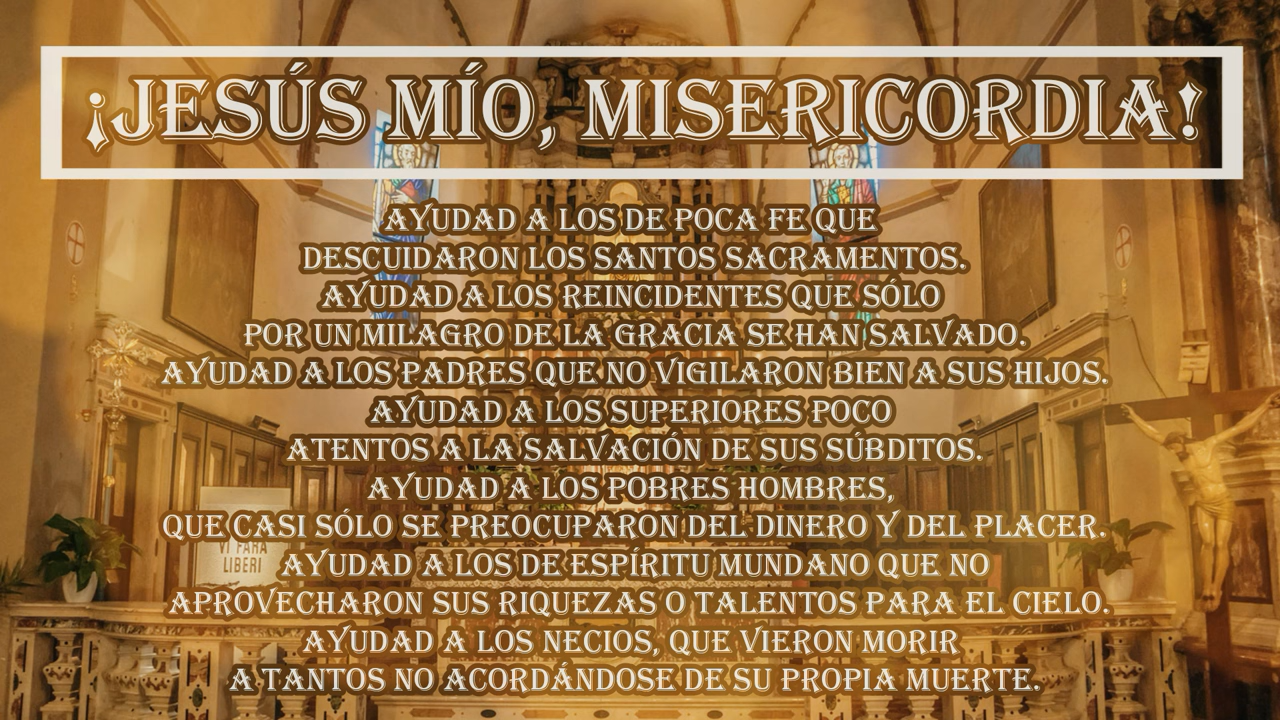 ¡JESÚS MÍO, MISERICORDIA!
AYUDAD A LOS DE POCA FE QUE
DESCUIDARON LOS SANTOS SACRAMENTOS.
AYUDAD A LOS REINCIDENTES QUE SÓLO
POR UN MILAGRO DE LA GRACIA SE HAN SALVADO.
AYUDAD A LOS PADRES QUE NO VIGILARON BIEN A SUS HIJOS.
AYUDAD A LOS SUPERIORES POCO
ATENTOS A LA SALVACIÓN DE SUS SÚBDITOS.
AYUDAD A LOS POBRES HOMBRES,
QUE CASI SÓLO SE PREOCUPARON DEL DINERO Y DEL PLACER.
VI FARÀ
LIBERI
AYUDAD A LOS DE ESPÍRITU MUNDANO QUE NO
APROVECHARON SUS RIQUEZAS O TALENTOS PARA EL CIELO.
AYUDAD A LOS NECIOS, QUE VIERON MORIR
A TANTOS NO ACORDÁNDOSE DE SU PROPIA MUERTE.